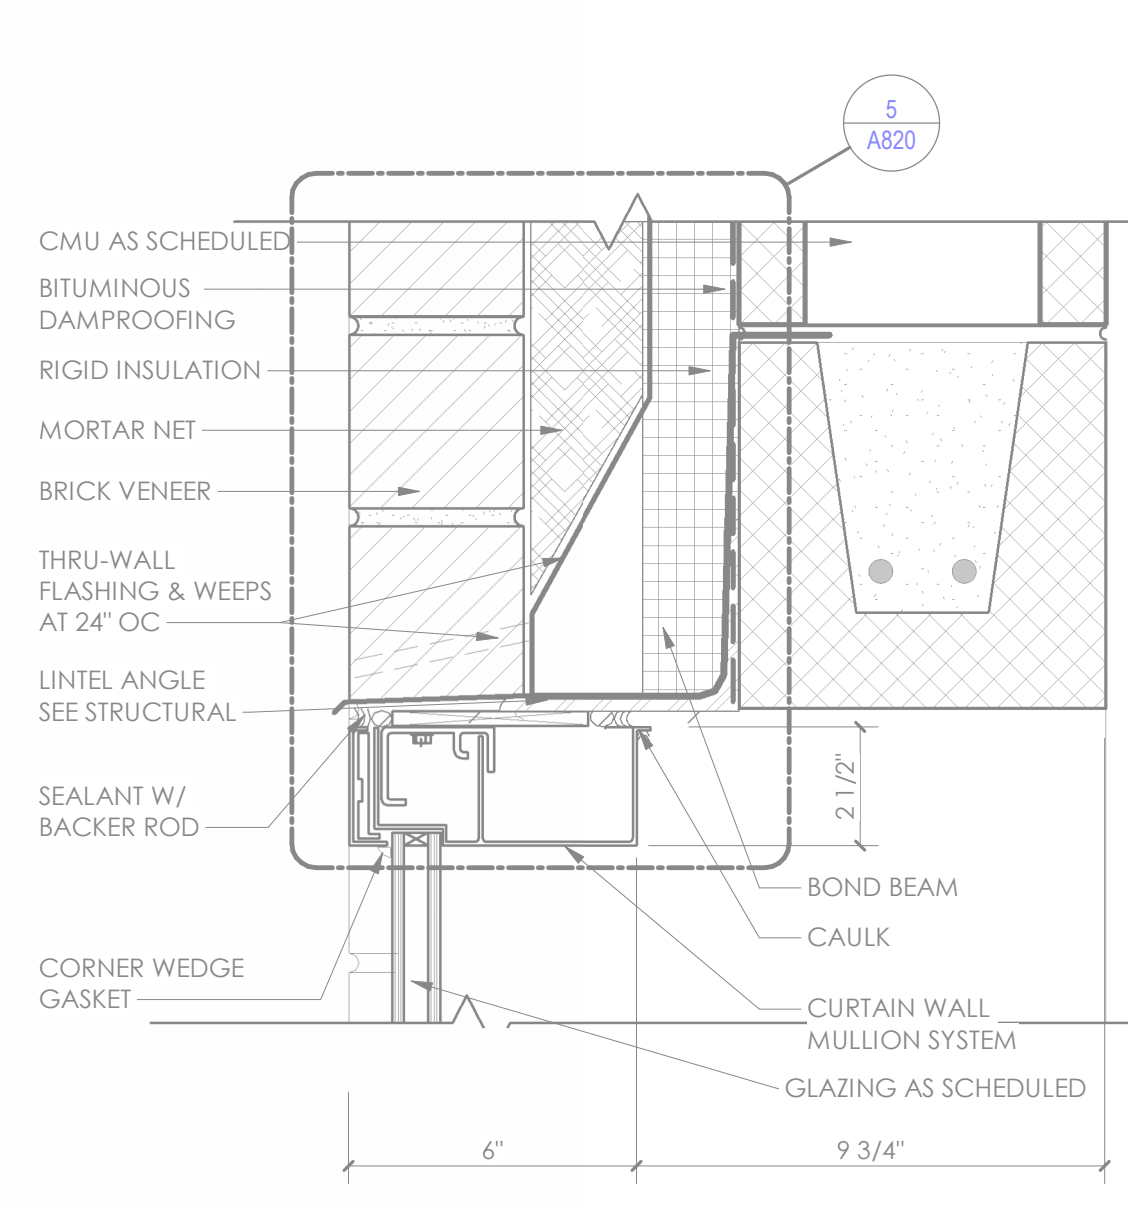 5
A820
CMU AS SCHEDULED
BITUMINOUS
DAMPROOFING
RIGID INSULATION
MORTAR NET
BRICK VENEER
THRU-WALL
FLASHING & WEEPS
AT 24" OC
LINTEL ANGLE
SEE STRUCTURAL
SEALANT W/
BACKER ROD
CORNER WEDGE
GASKET
2 1/2"
BOND BEAM
CAULK
CURTAIN WALL
MULLION SYSTEM
GLAZING AS SCHEDULED
6"
9 3/4"